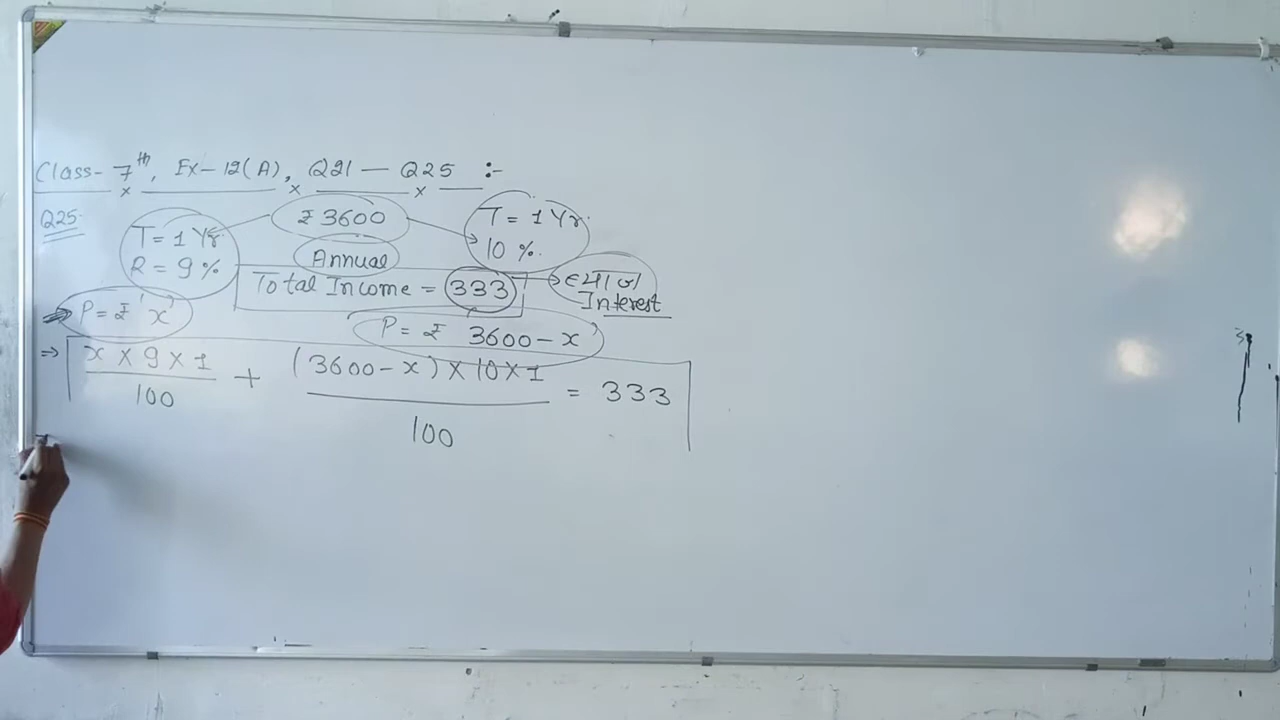 Class- 7th, Ex-12(A), Q21 — Q25 :-
Q25-
₹ 3600
T = 1 Yr.
R = 9 %
T = 1 Yr.
10 %.
Annual
Total Income = 333
Interest
P = ₹ 'x'
P = ₹ 3600 - x
⇒ x × 9 × 1 / 100 + (3600 - x) × 10 × 1 / 100 = 333